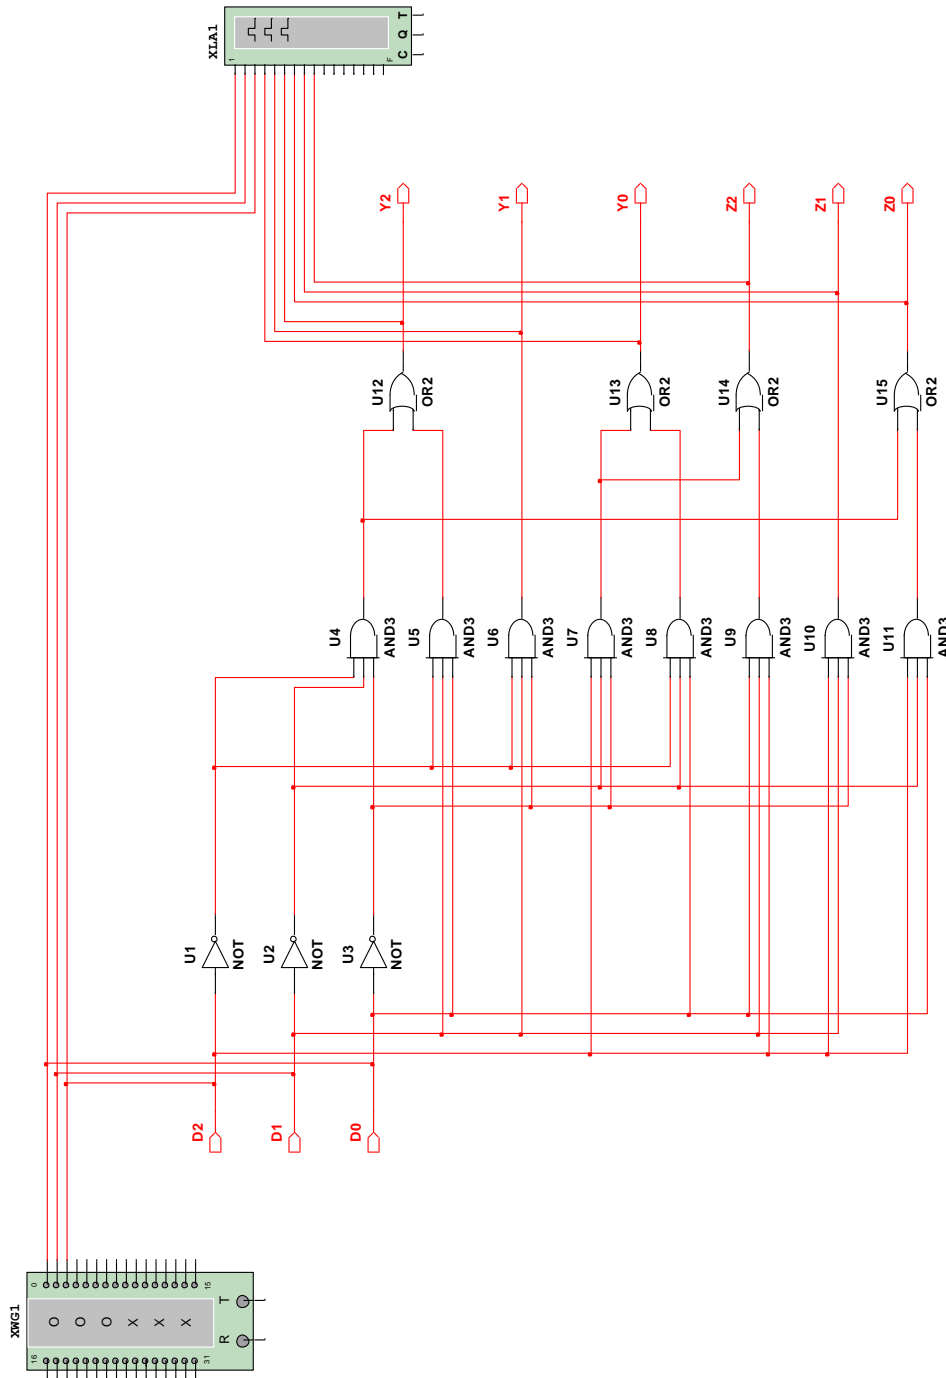 XLA1
1
F
C Q T
Y2
Y1
Y0
Z2
Z1
Z0
U12
OR2
U13
OR2
U14
OR2
U15
OR2
U4
AND3
U5
AND3
U6
AND3
U7
AND3
U8
AND3
U9
AND3
U10
AND3
U11
AND3
U1
NOT
U2
NOT
U3
NOT
D2
D1
D0
XWG1
0
15
O O O X X X
16
31
R T